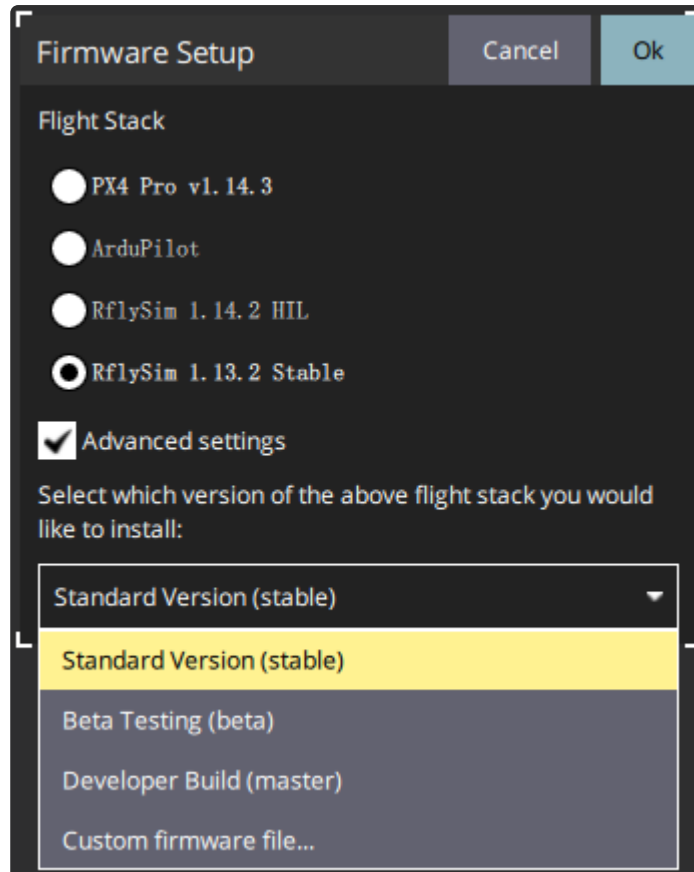 Firmware Setup
Cancel
Ok
Flight Stack
PX4 Pro v1.14.3
ArduPilot
RflySim 1.14.2 HIL
RflySim 1.13.2 Stable
Advanced settings
Select which version of the above flight stack you would
like to install:
Standard Version (stable)
Standard Version (stable)
Beta Testing (beta)
Developer Build (master)
Custom firmware file...